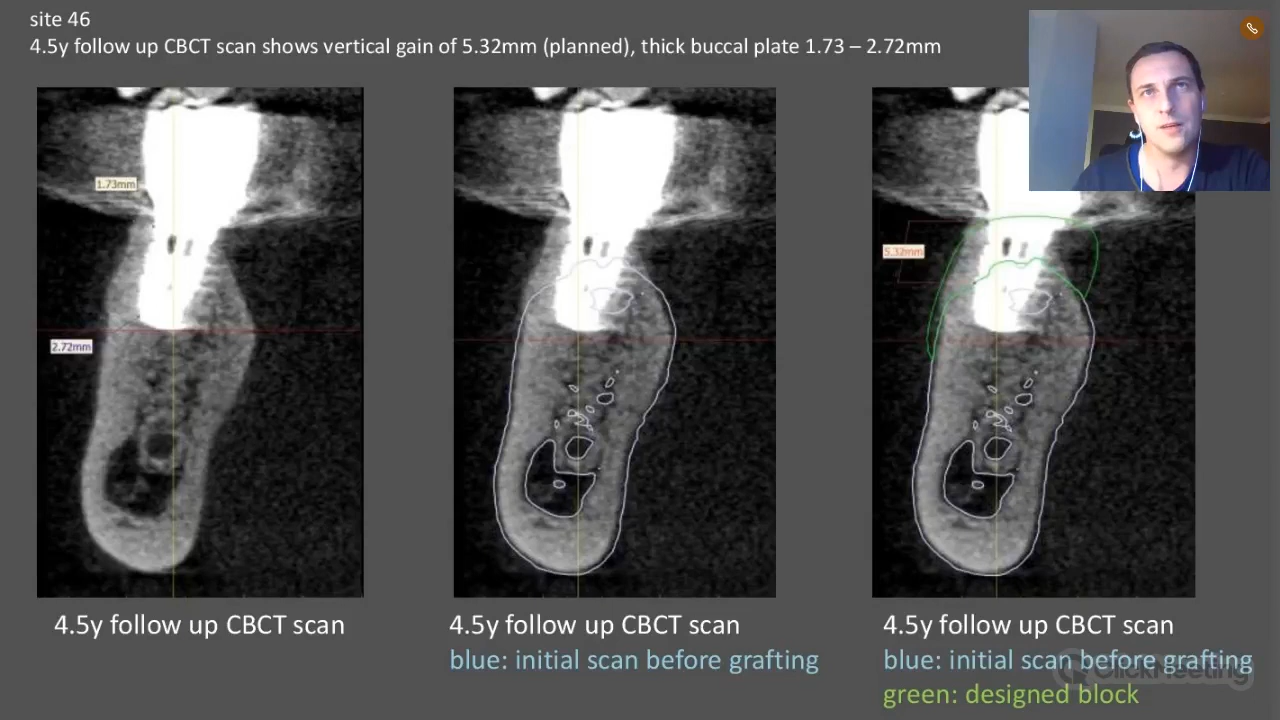 site 46
4.5y follow up CBCT scan shows vertical gain of 5.32mm (planned), thick buccal plate 1.73 – 2.72mm
1.73mm
5.32mm
2.72mm
4.5y follow up CBCT scan
4.5y follow up CBCT scan
4.5y follow up CBCT scan
blue: initial scan before grafting
blue: initial scan before grafting
ClickMeeting
green: designed block